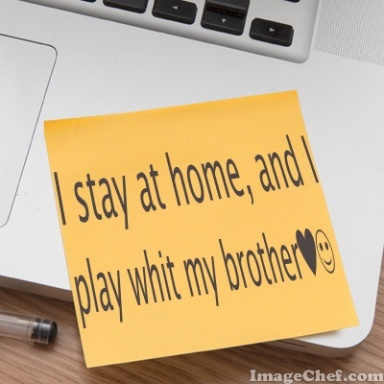 I stay at home, and I
play whit my brother♥☺
ImageChef.com